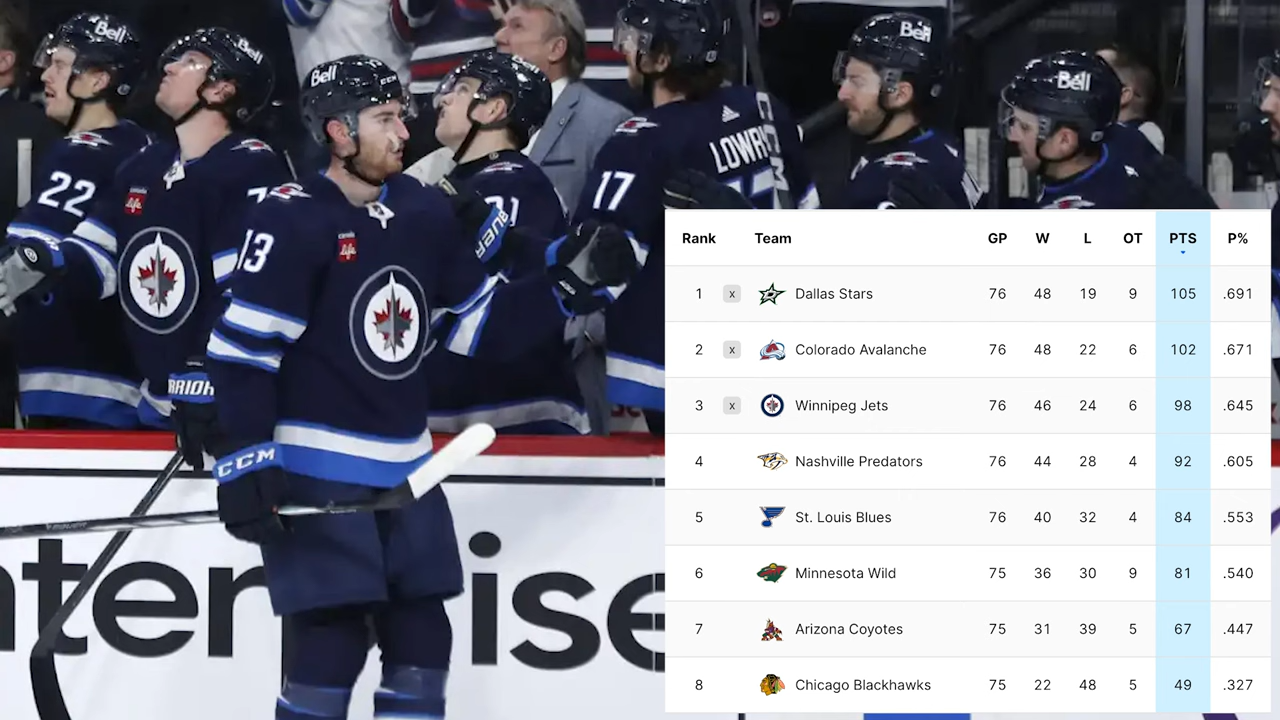 Bell
Bell
Bell
Bell
Bell
22
13
17
LOWRY
BAUER
WARRIOR
CCM
enterprise
Rank Team GP W L OT PTS P%
1 x Dallas Stars 76 48 19 9 105 .691
2 x Colorado Avalanche 76 48 22 6 102 .671
3 x Winnipeg Jets 76 46 24 6 98 .645
4 Nashville Predators 76 44 28 4 92 .605
5 St. Louis Blues 76 40 32 4 84 .553
6 Minnesota Wild 75 36 30 9 81 .540
7 Arizona Coyotes 75 31 39 5 67 .447
8 Chicago Blackhawks 75 22 48 5 49 .327